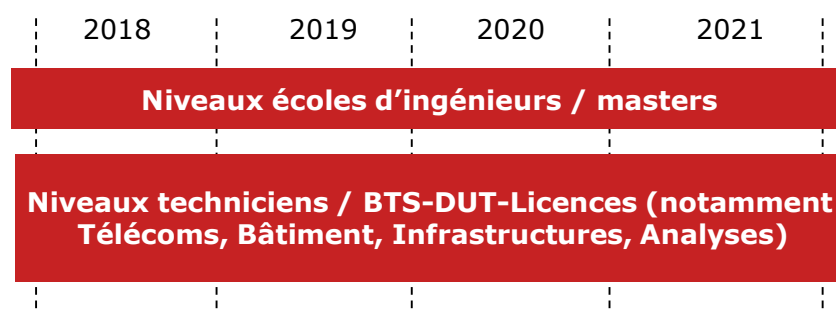 2018 2019 2020 2021
Niveaux écoles d’ingénieurs / masters
Niveaux techniciens / BTS-DUT-Licences (notamment
Télécoms, Bâtiment, Infrastructures, Analyses)